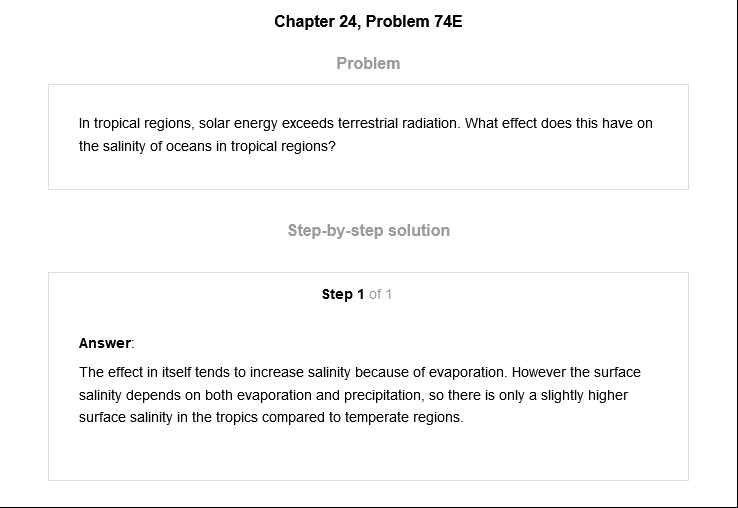 Chapter 24, Problem 74E
Problem
In tropical regions, solar energy exceeds terrestrial radiation. What effect does this have on
the salinity of oceans in tropical regions?
Step-by-step solution
Step 1 of 1
Answer:
The effect in itself tends to increase salinity because of evaporation. However the surface
salinity depends on both evaporation and precipitation, so there is only a slightly higher
surface salinity in the tropics compared to temperate regions.